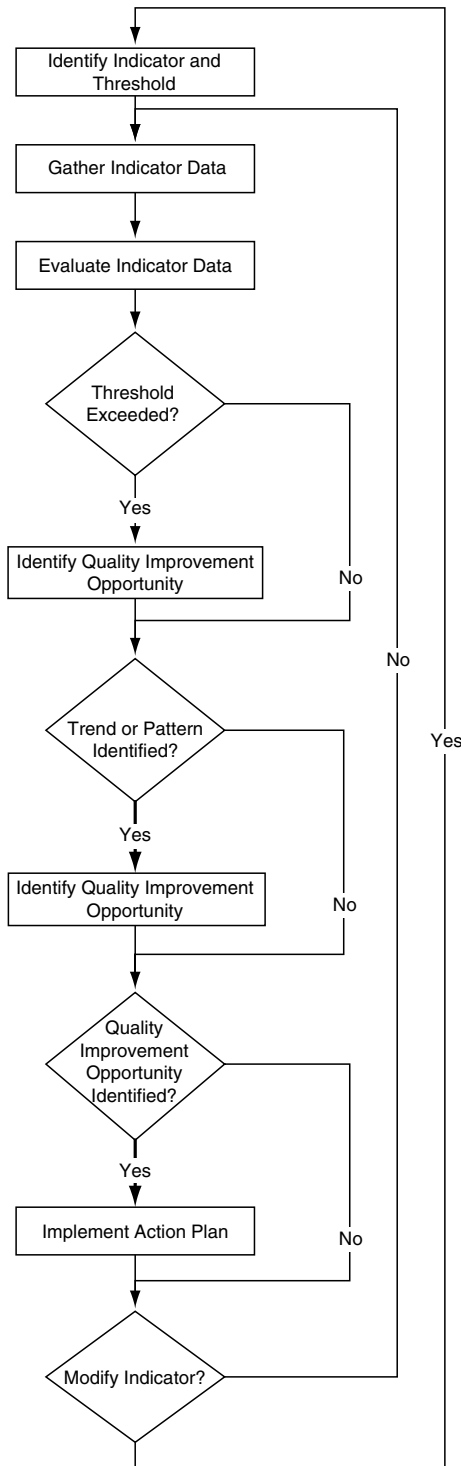 Identify Indicator and
Threshold
Gather Indicator Data
Evaluate Indicator Data
Threshold
Exceeded?
Yes
Identify Quality Improvement
Opportunity
No
No
Trend or Pattern
Identified?
Yes
Yes
Identify Quality Improvement
Opportunity
No
Quality
Improvement
Opportunity
Identified?
Yes
Implement Action Plan
No
Modify Indicator?